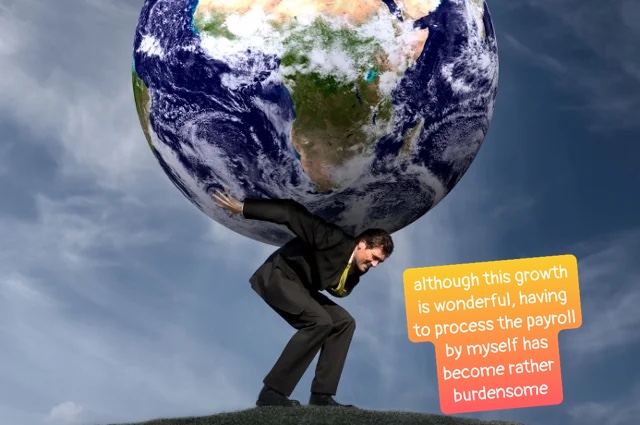 although this growth
is wonderful, having
to process the payroll
by myself has
become rather
burdensome